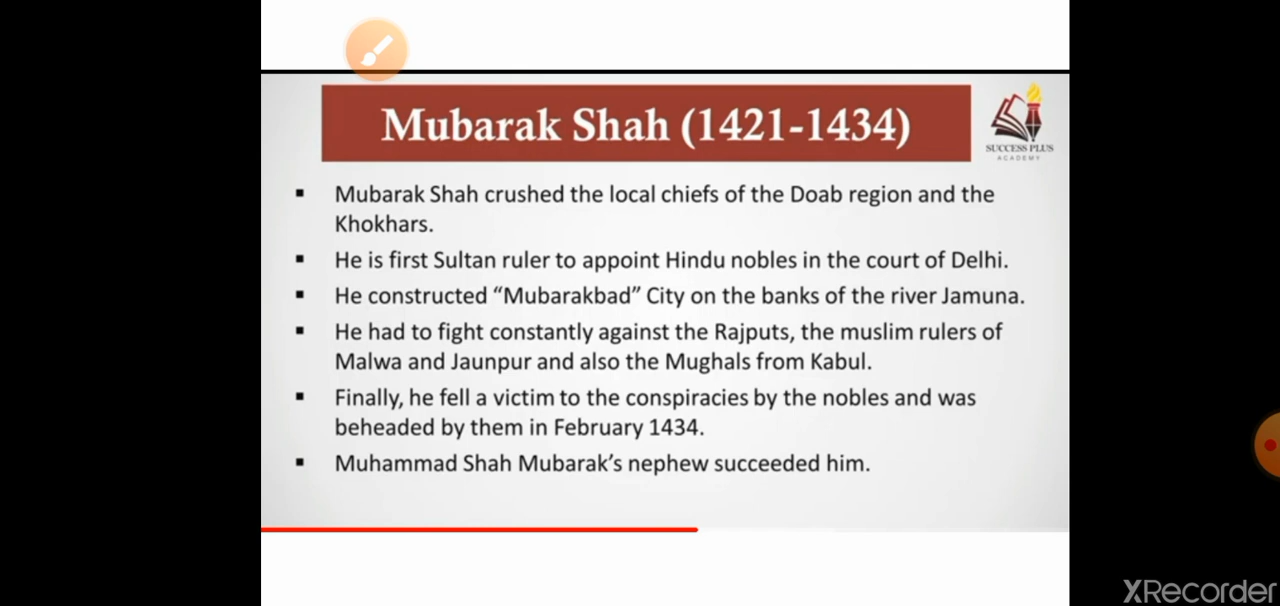 Mubarak Shah (1421-1434)
SUCCESS PLUS
ACADEMY
▪ Mubarak Shah crushed the local chiefs of the Doab region and the
Khokhars.
▪ He is first Sultan ruler to appoint Hindu nobles in the court of Delhi.
▪ He constructed “Mubarakbad” City on the banks of the river Jamuna.
▪ He had to fight constantly against the Rajputs, the muslim rulers of
Malwa and Jaunpur and also the Mughals from Kabul.
▪ Finally, he fell a victim to the conspiracies by the nobles and was
beheaded by them in February 1434.
▪ Muhammad Shah Mubarak’s nephew succeeded him.
XRecorder